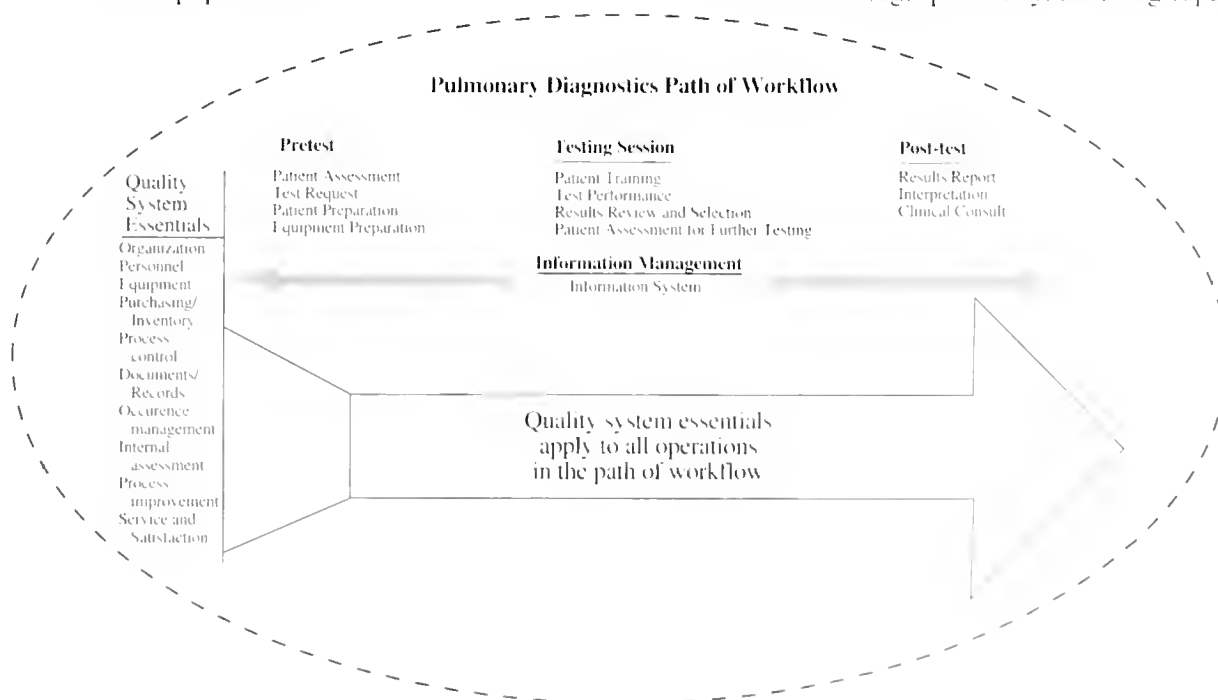 Pulmonary Diagnostics Path of Workflow
Pretest
Patient Assessment
Test Request
Patient Preparation
Equipment Preparation
Testing Session
Patient Training
Test Performance
Results Review and Selection
Patient Assessment for Further Testing
Post-test
Results Report
Interpretation
Clinical Consult
Quality
System
Essentials
Organization
Personnel
Equipment
Purchasing/
Inventory
Process
control
Documents/
Records
Occurence
management
Internal
assessment
Process
improvement
Service and
Satisfaction
Information Management
Information System
Quality system essentials
apply to all operations
in the path of workflow